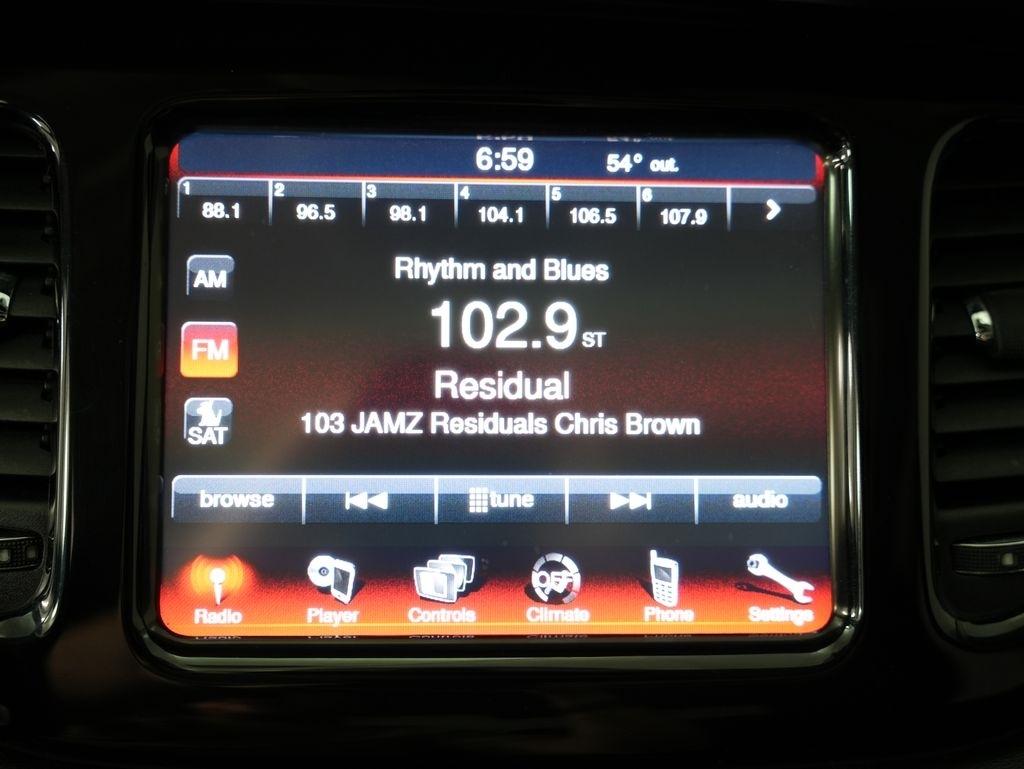 6:59 54° out.
1 2 3 4 5 6
88.1 96.5 98.1 104.1 106.5 107.9
AM
Rhythm and Blues
102.9 ST
FM
Residual
103 JAMZ Residuals Chris Brown
SAT
browse tune audio
OFF
Radio Player Controls Climate Phone Settings